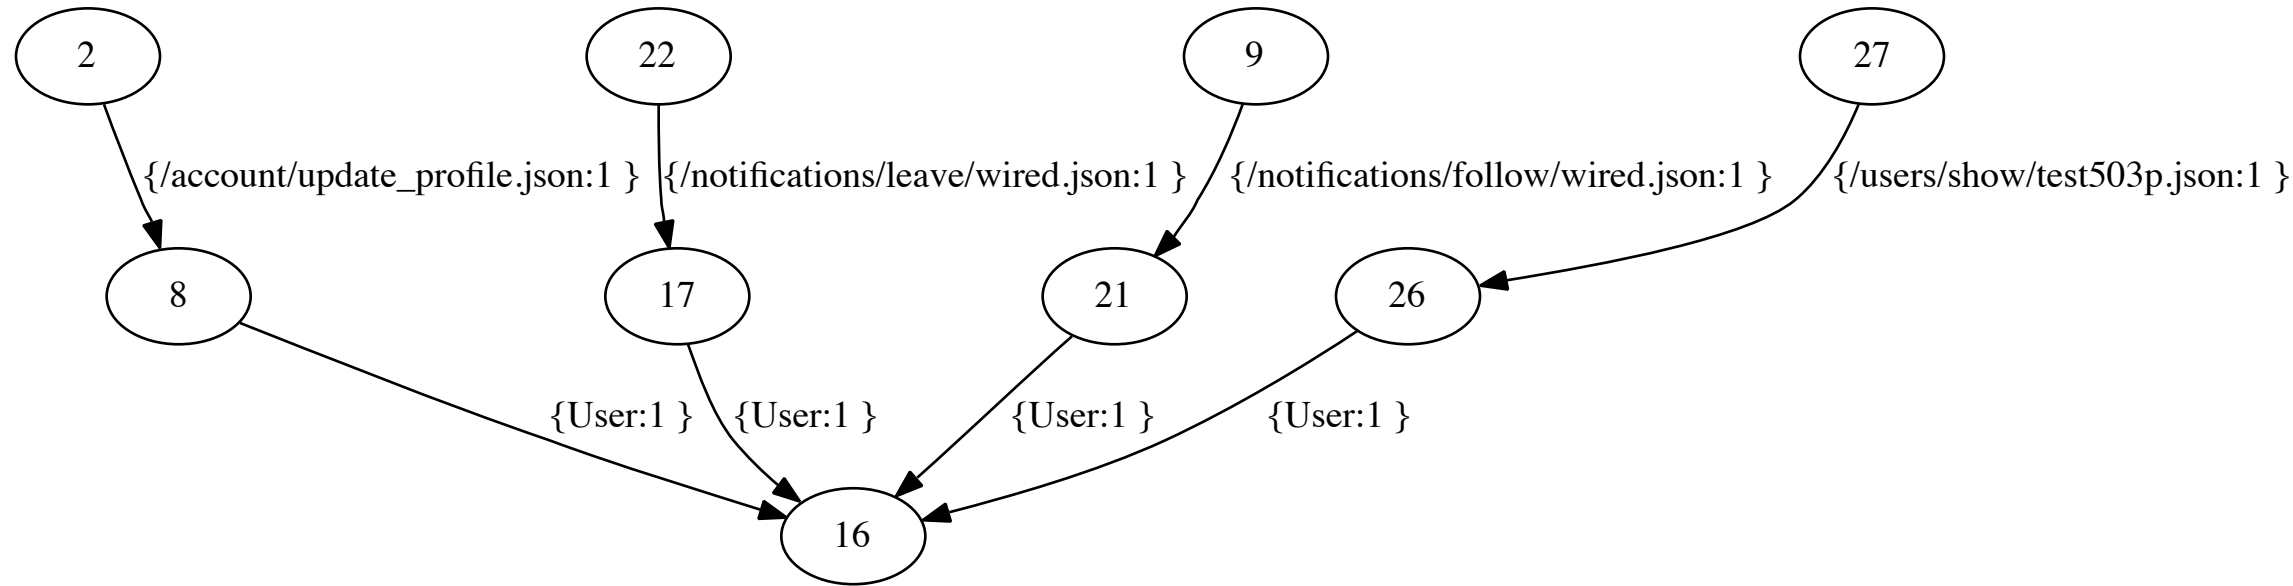 2 22 9 27
{/account/update_profile.json:1 } {/notifications/leave/wired.json:1 } {/notifications/follow/wired.json:1 } {/users/show/test503p.json:1 }
8 17 21 26
{User:1 } {User:1 } {User:1 } {User:1 }
16